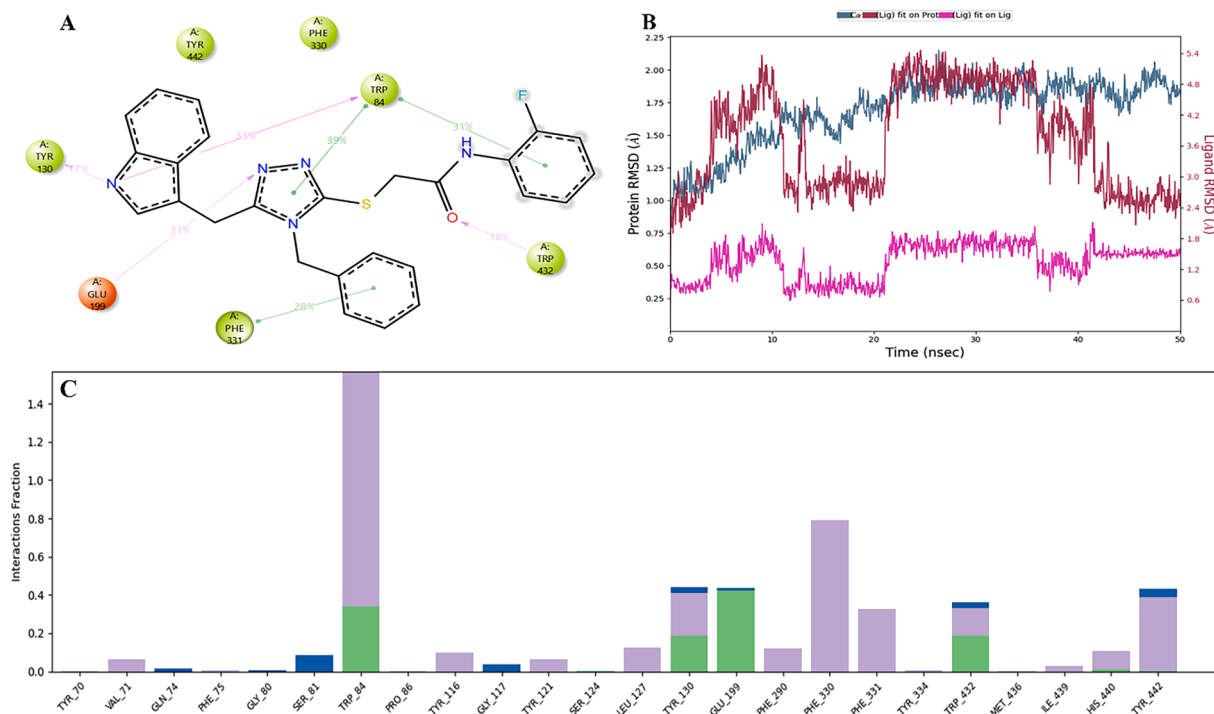 A
A:
TYR
442
A:
PHE
330
A:
TRP
84
F
33%
39%
31%
H
N
A:
TYR
130
17%
N
N
N
N
S
O
31%
18%
A:
TRP
432
A:
GLU
199
28%
A:
PHE
331
B
Cα
(Lig) fit on Prot
(Lig) fit on Lig
Protein RMSD (Å)
2.25
2.00
1.75
1.50
1.25
1.00
0.75
0.50
0.25
5.4
4.8
4.2
3.6
3.0
2.4
1.8
1.2
0.6
Ligand RMSD (Å)
0 10 20 30 40 50
Time (nsec)
C
Interactions Fraction
1.4
1.2
1.0
0.8
0.6
0.4
0.2
0.0
TYR_70
VAL_71
GLN_74
PHE_75
GLY_80
SER_81
TRP_84
PRO_86
TYR_116
GLY_117
TYR_121
SER_124
LEU_127
TYR_130
GLU_199
PHE_290
PHE_330
PHE_331
TYR_334
TRP_432
MET_436
ILE_439
HIS_440
TYR_442